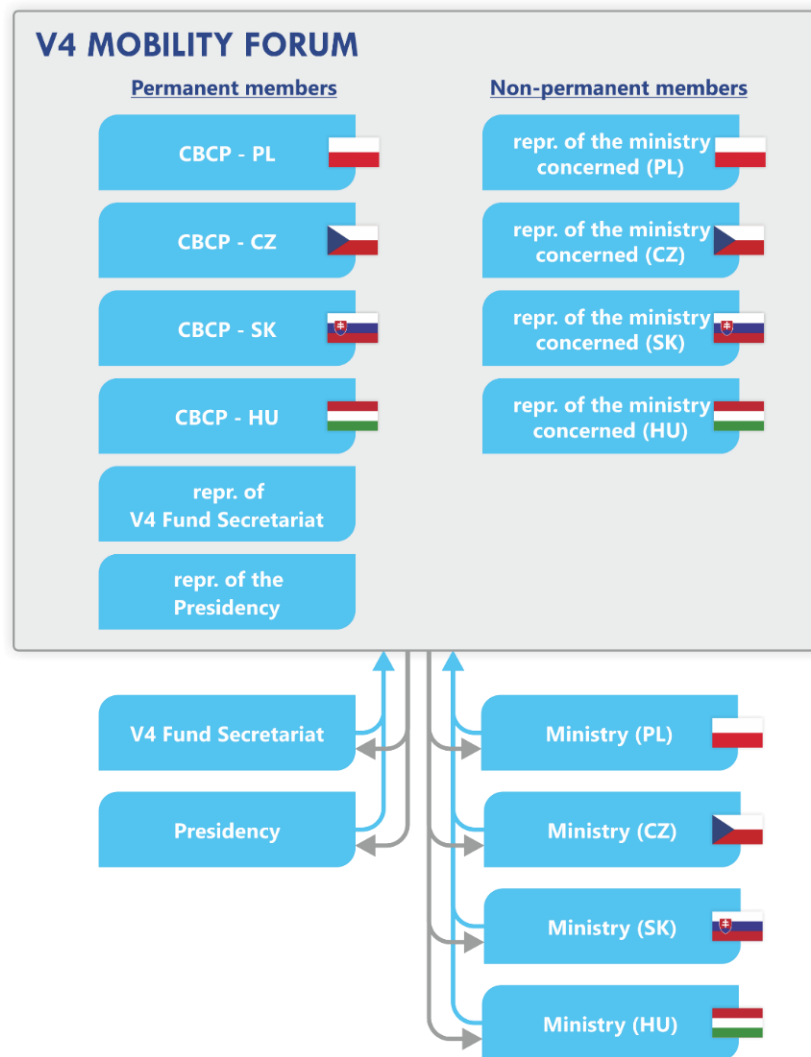 V4 MOBILITY FORUM
Permanent members
CBCP - PL
CBCP - CZ
CBCP - SK
CBCP - HU
repr. of
V4 Fund Secretariat
repr. of the
Presidency
Non-permanent members
repr. of the ministry
concerned (PL)
repr. of the ministry
concerned (CZ)
repr. of the ministry
concerned (SK)
repr. of the ministry
concerned (HU)
V4 Fund Secretariat
Presidency
Ministry (PL)
Ministry (CZ)
Ministry (SK)
Ministry (HU)